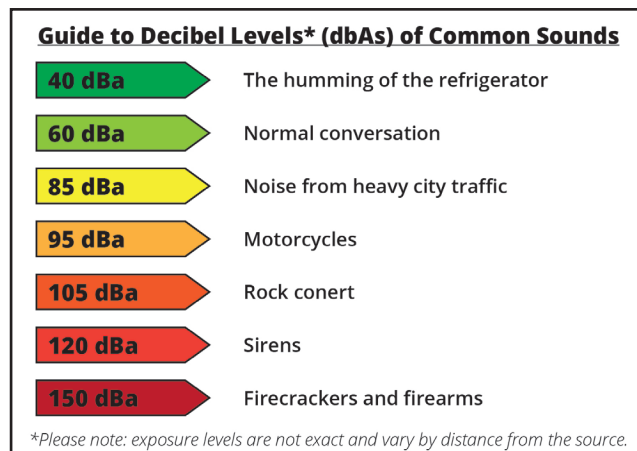 Guide to Decibel Levels* (dbAs) of Common Sounds
40 dBa The humming of the refrigerator
60 dBa Normal conversation
85 dBa Noise from heavy city traffic
95 dBa Motorcycles
105 dBa Rock conert
120 dBa Sirens
150 dBa Firecrackers and firearms
*Please note: exposure levels are not exact and vary by distance from the source.